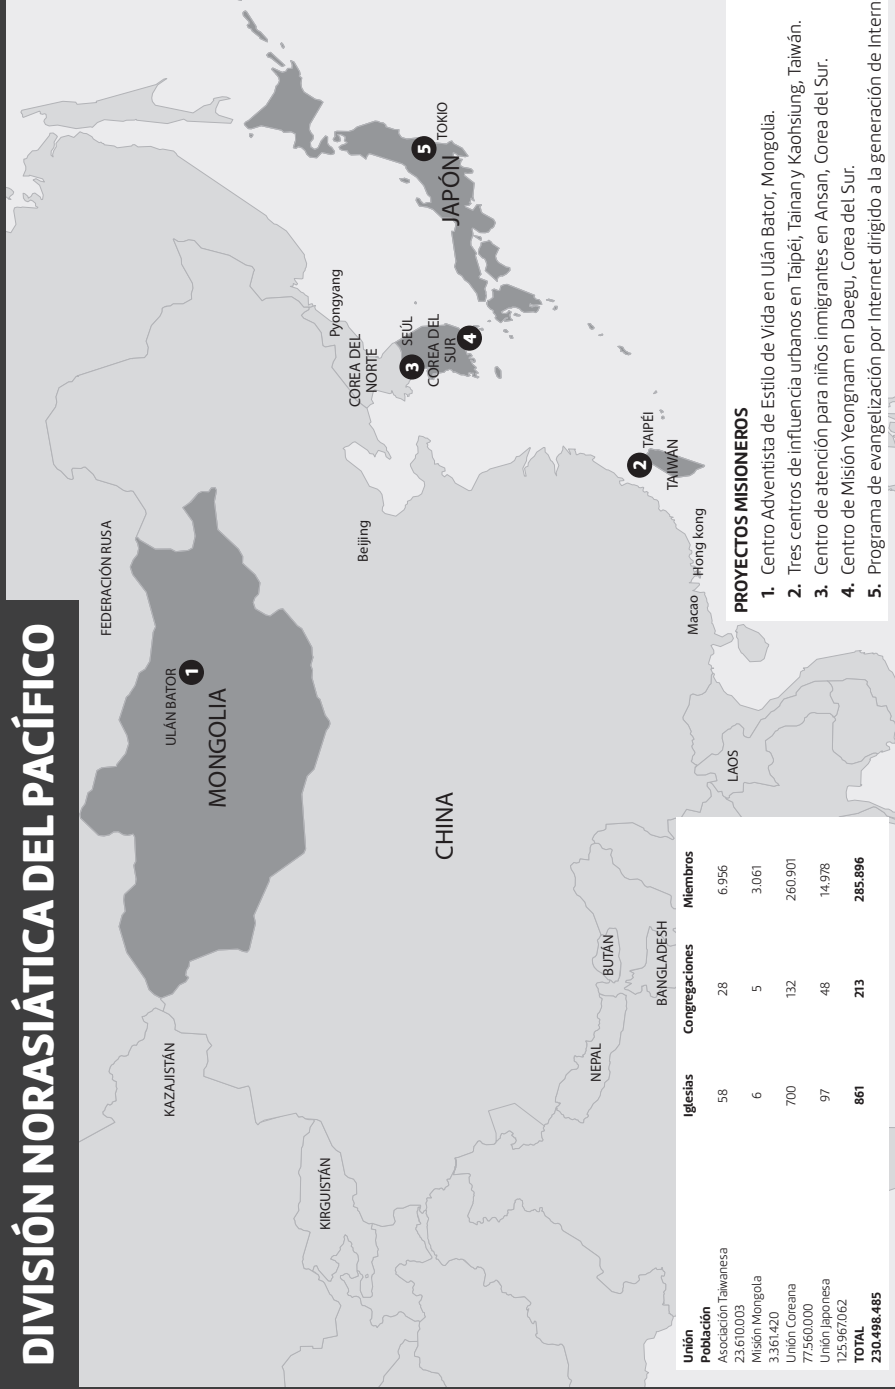 DIVISIÓN NORASIÁTICA DEL PACÍFICO
FEDERACIÓN RUSA
KAZAJISTÁN
ULÁN BATOR
1
MONGOLIA
KIRGUISTÁN
CHINA
Beijing
Pyongyang
COREA DEL
NORTE
3
SEÚL
COREA DEL
SUR
4
JAPÓN
5
TOKIO
NEPAL
BUTÁN
BANGLADESH
LAOS
Macao
Hong kong
2
TAIPÉI
TAIWÁN
Unión
Población
Iglesias
Congregaciones
Miembros
Asociación Taiwanesa
23.610.003
58
28
6.956
Misión Mongola
3.361.420
6
5
3.061
Unión Coreana
77.560.000
700
132
260.901
Unión Japonesa
125.967.062
97
48
14.978
TOTAL
230.498.485
861
213
285.896
PROYECTOS MISIONEROS
1. Centro Adventista de Estilo de Vida en Ulán Bator, Mongolia.
2. Tres centros de influencia urbanos en Taipéi, Tainan y Kaohsiung, Taiwán.
3. Centro de atención para niños inmigrantes en Ansan, Corea del Sur.
4. Centro de Misión Yeongnam en Daegu, Corea del Sur.
5. Programa de evangelización por Internet dirigido a la generación de Intern